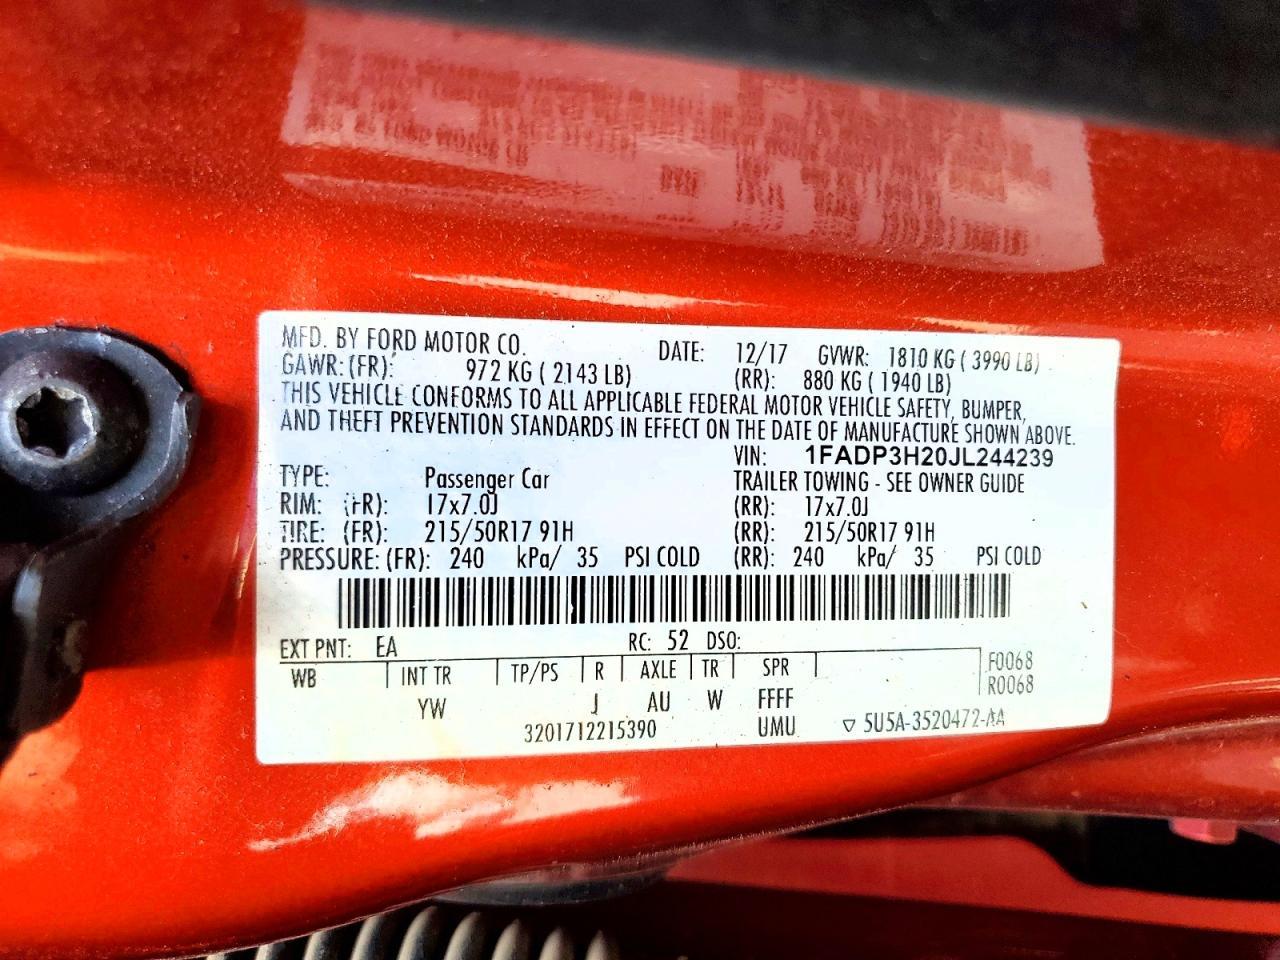 MFD. BY FORD MOTOR CO. DATE: 12/17 GVWR: 1810 KG ( 3990 LB)
GAWR: (FR): 972 KG ( 2143 LB) (RR): 880 KG ( 1940 LB)
THIS VEHICLE CONFORMS TO ALL APPLICABLE FEDERAL MOTOR VEHICLE SAFETY, BUMPER,
AND THEFT PREVENTION STANDARDS IN EFFECT ON THE DATE OF MANUFACTURE SHOWN ABOVE.
VIN: 1FADP3H20JL244239
TYPE: Passenger Car TRAILER TOWING - SEE OWNER GUIDE
RIM: (FR): 17x7.0J (RR): 17x7.0J
TIRE: (FR): 215/50R17 91H (RR): 215/50R17 91H
PRESSURE: (FR): 240 kPa/ 35 PSI COLD (RR): 240 kPa/ 35 PSI COLD
EXT PNT: EA RC: 52 DSO:
WB INT TR TP/PS R AXLE TR SPR F0068
R0068
YW J AU W FFFF
3201712215390 UMU ▽ 5U5A-3520472-AA